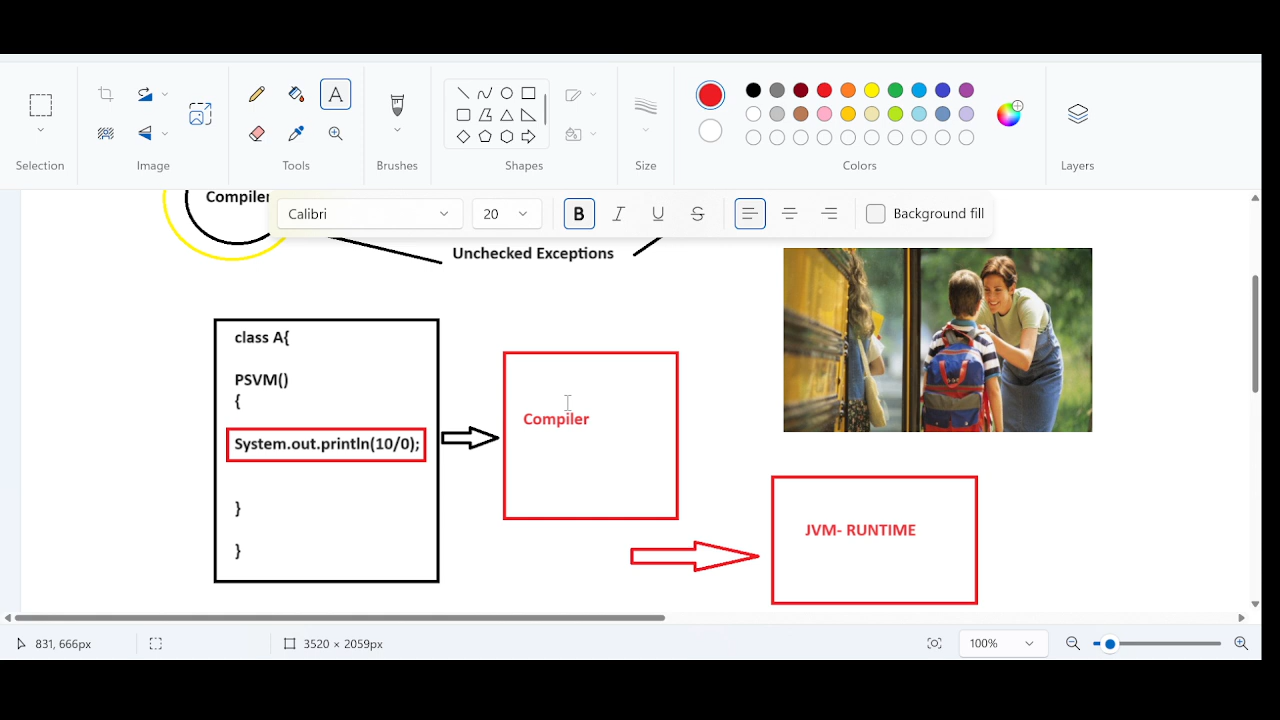 Selection
Image
Tools
Brushes
Shapes
Size
Colors
Layers
Compiler
Calibri
20
B
I
U
S
Background fill
Unchecked Exceptions
class A{
PSVM()
{
System.out.println(10/0);
}
}
Compiler
JVM- RUNTIME
831, 666px
3520 × 2059px
100%